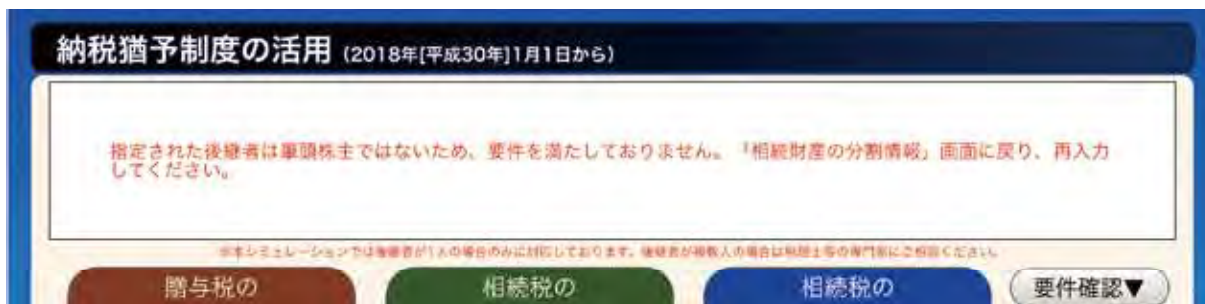 納税猶予制度の活用 (2018年[平成30年]1月1日から)
指定された後継者は筆頭株主ではないため、要件を満たしておりません。「相続財産の分割情報」画面に戻り、再入力
してください。
※本シミュレーションでは後継者が1人の場合のみに対応しております。後継者が複数人の場合は税理士等の専門家にご相談ください。
贈与税の
相続税の
相続税の
要件確認▼